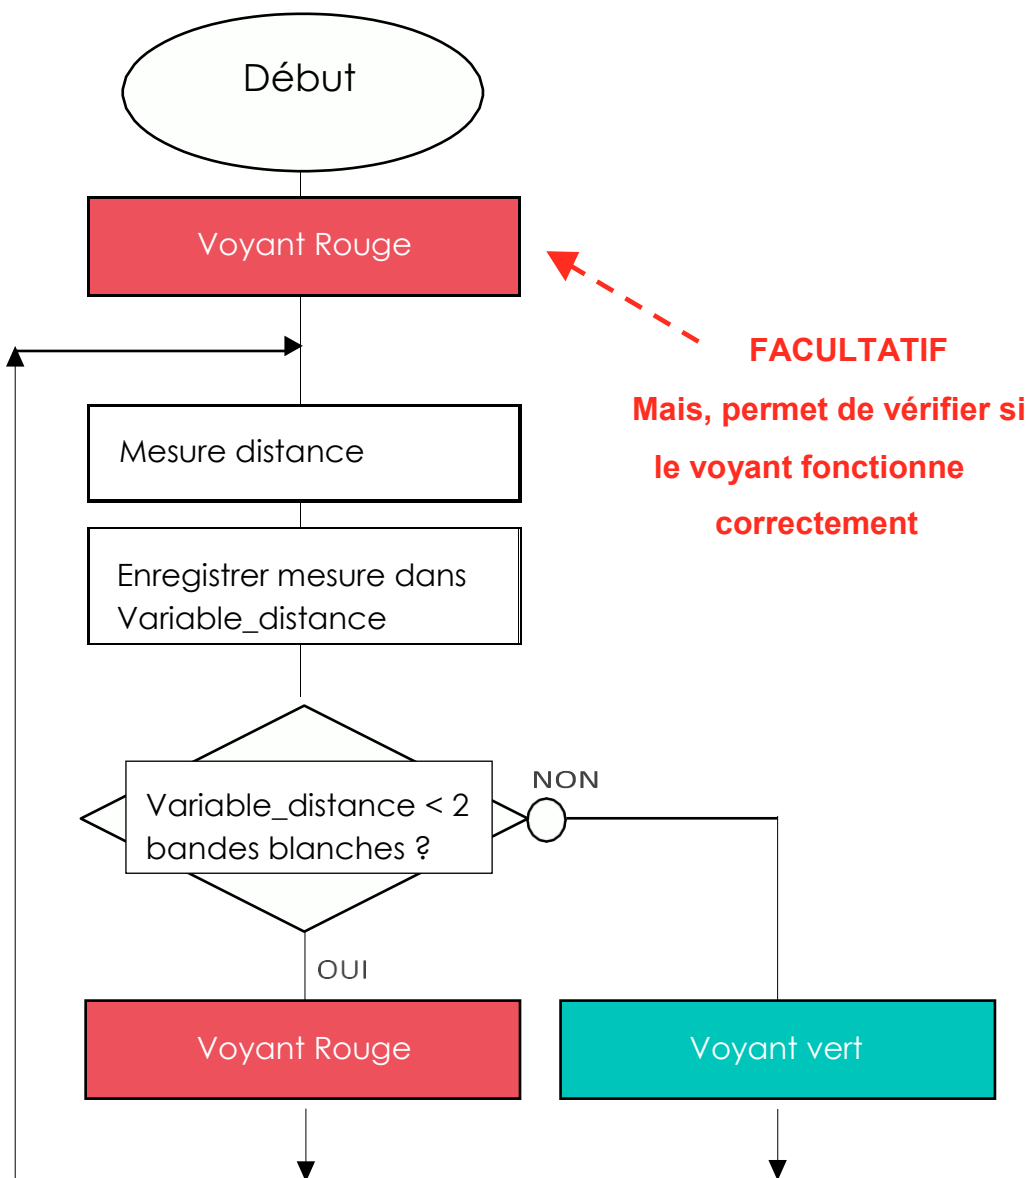 Début
Voyant Rouge
FACULTATIF
Mais, permet de vérifier si
le voyant fonctionne
correctement
Mesure distance
Enregistrer mesure dans
Variable_distance
Variable_distance < 2
bandes blanches ?
NON
OUI
Voyant Rouge
Voyant vert